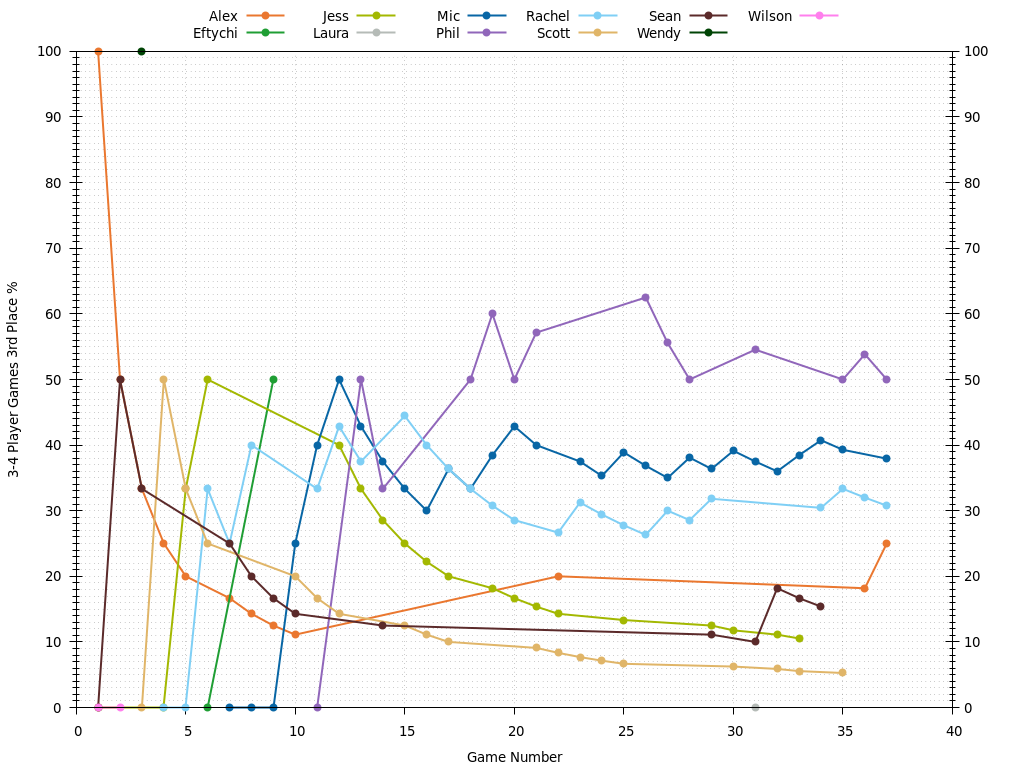 Alex Jess Mic Rachel Sean Wilson
Eftychi Laura Phil Scott Wendy
100 100
90 90
80 80
70 70
60 60
50 50
40 40
30 30
20 20
10 10
0 0
3-4 Player Games 3rd Place %
0 5 10 15 20 25 30 35 40
Game Number